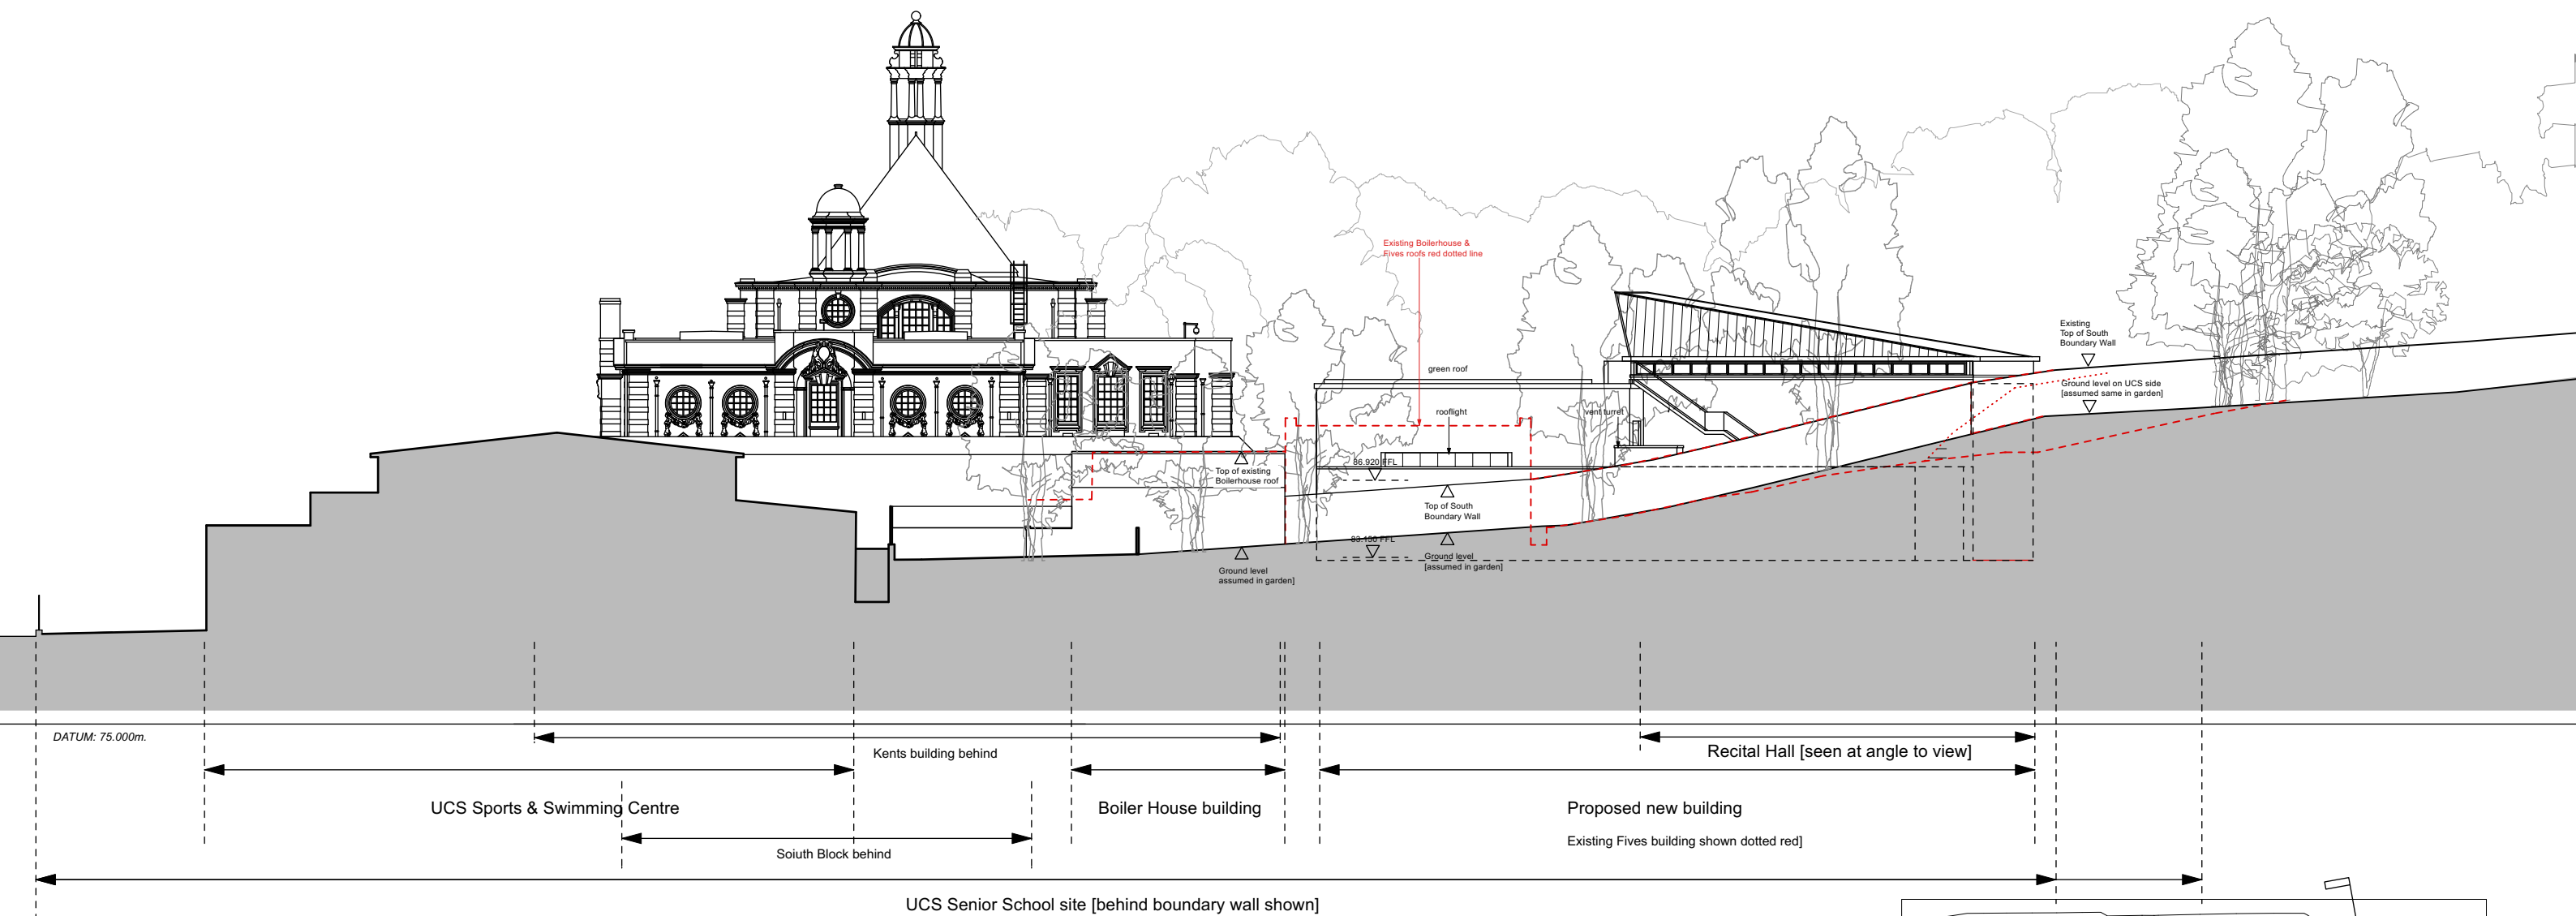 Existing Boilerhouse &
Fives roofs red dotted line
Existing
Top of South
Boundary Wall
green roof
Ground level on UCS side
[assumed same in garden]
rooflight
vent turret
86.920 FFL
Top of existing
Boilerhouse roof
Top of South
Boundary Wall
83.150 FFL
Ground level
[assumed in garden]
Ground level
assumed in garden]
DATUM: 75.000m.
Kents building behind
Recital Hall [seen at angle to view]
UCS Sports & Swimming Centre
Boiler House building
Proposed new building
Existing Fives building shown dotted red]
Soiuth Block behind
UCS Senior School site [behind boundary wall shown]